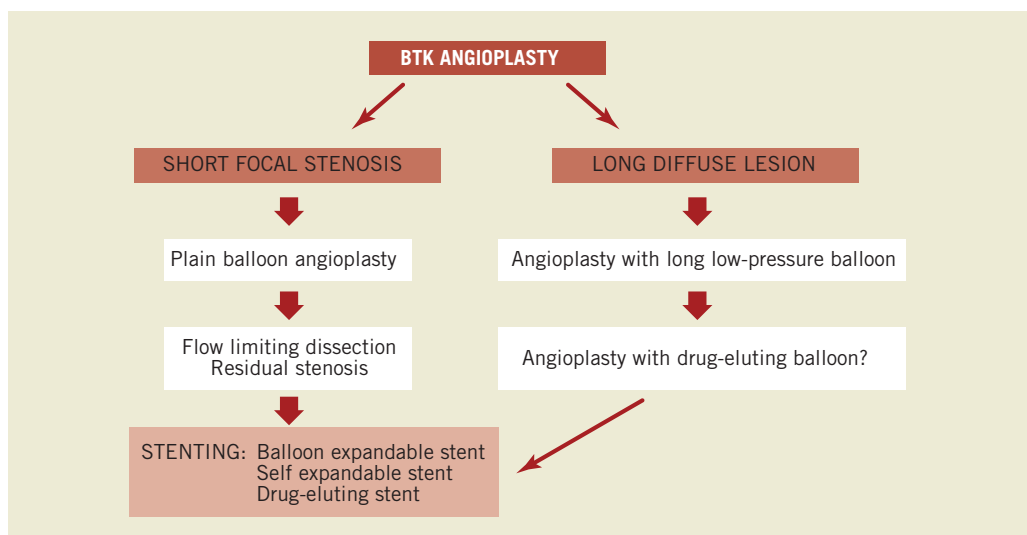 BTK ANGIOPLASTY
SHORT FOCAL STENOSIS
LONG DIFFUSE LESION
Plain balloon angioplasty
Angioplasty with long low-pressure balloon
Flow limiting dissection
Residual stenosis
Angioplasty with drug-eluting balloon?
STENTING: Balloon expandable stent
Self expandable stent
Drug-eluting stent